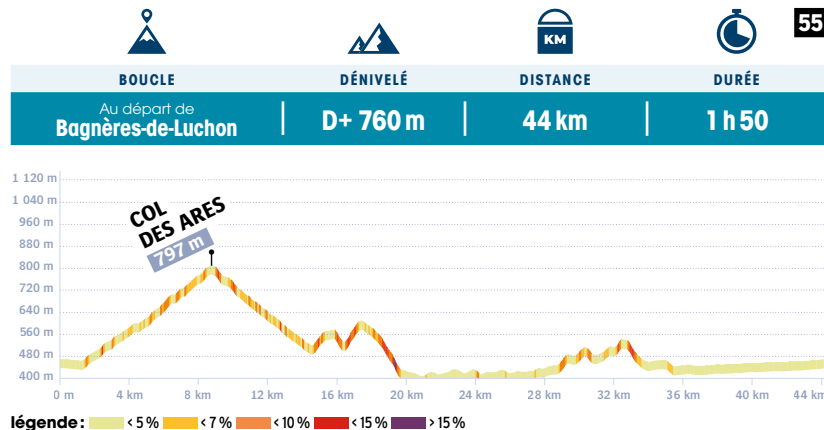 55
KM
BOUCLE DÉNIVELÉ DISTANCE DURÉE
Au départ de
Bagnères-de-Luchon D+ 760 m 44 km 1 h 50
1 120 m
1 040 m
960 m
880 m
800 m
720 m
640 m
560 m
480 m
400 m
COL
DES ARES
797 m
0 m 4 km 8 km 12 km 16 km 20 km 24 km 28 km 32 km 36 km 40 km 44 km
légende : < 5 % < 7 % < 10 % < 15 % > 15 %